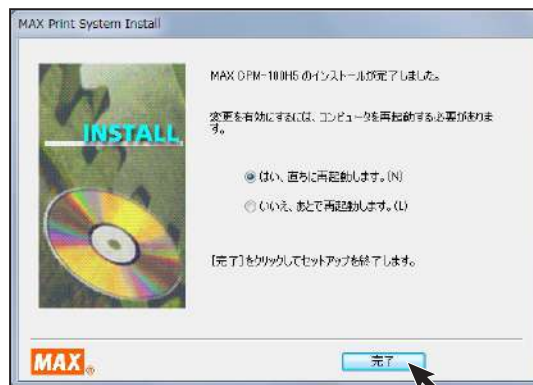 MAX Print System Install
MAX CPM-100H5 のインストールが完了しました。
変更を有効にするには、コンピュータを再起動する必要があります。
す。
INSTALL
はい、直ちに再起動します。(N)
いいえ、あとで再起動します。(L)
[完了]をクリックしてセットアップを終了します。
MAX®
完了